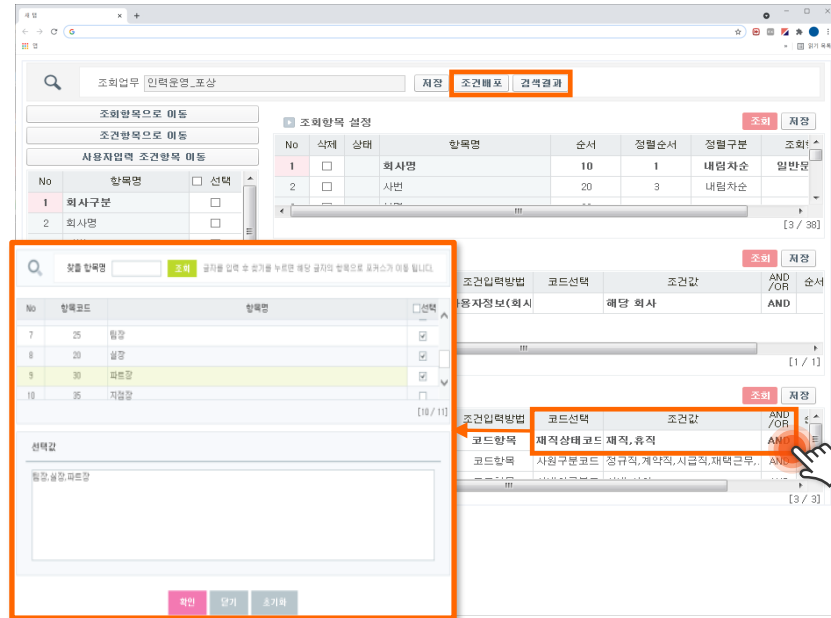 새 탭
읽기 목록
조회업무 인력운영_포상 저장 조건배포 검색결과
조회항목으로 이동
조건항목으로 이동
사용자입력 조건항목 이동
No 항목명 선택
1 회사구분
2 회사명
조회항목 설정 조회 저장
No 삭제 상태 항목명 순서 정렬순서 정렬구분
1 회사명 10 1 내림차순 일반문
2 사번 20 3 내림차순
[3 / 38]
조회 저장
조건입력방법 코드선택 조건값 AND /OR 순서
용자정보(회사 해당 회사 AND
[1 / 1]
조회 저장
조건입력방법 코드선택 조건값 AND /OR
코드항목 재직상태코드 재직,휴직 AND
코드항목 사원구분코드 정규직,계약직,시급직,재택근무,. AND
[3 / 3]
찾을 항목명 조회 글자를 입력 후 찾기를 누르면 해당 글자의 항목으로 포커스가 이동 됩니다.
No 항목코드 항목명 선택
7 25 팀장
8 20 실장
9 30 파트장
10 35 지점장
[10 / 11]
선택값
팀장,실장,파트장
확인 닫기 초기화